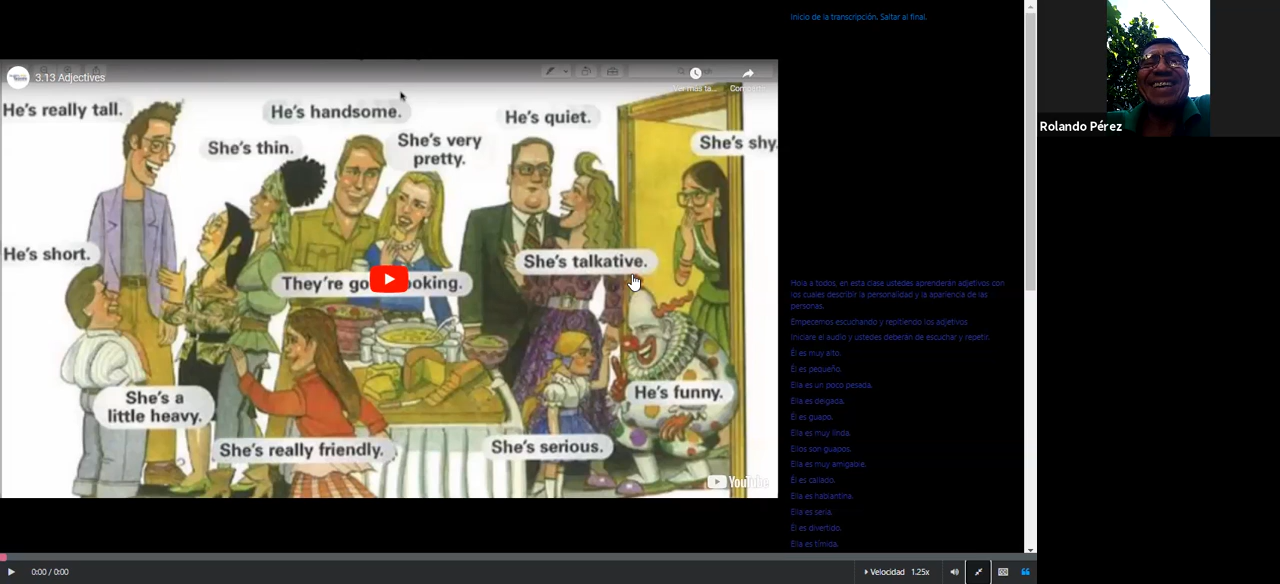 Inicio de la transcripción. Saltar al final.
3.13 Adjectives
He's really tall.
He's handsome.
He's quiet.
She's thin.
She's very
pretty.
She's shy.
He's short.
She's talkative.
They're
She's a
little heavy.
He's funny.
She's really friendly.
She's serious.
YouTube
Hola a todos, en esta clase ustedes aprenderán adjetivos con
los cuales describir la personalidad y la apariencia de las
personas.
Empecemos escuchando y repitiendo los adjetivos
Iniciare el audio y ustedes deberan de escuchar y repetir.
Él es muy alto.
Él es pequeño.
Ella es un poco pesada.
Ella es delgada.
Él es guapo.
Ella es muy linda.
Ellos son guapos.
Ella es muy amigable.
Él es callado.
Ella es hablantina.
Ella es seria.
Él es divertido.
Ella es tímida.
Rolando Pérez
0:00 / 0:00
Velocidad 1.25x